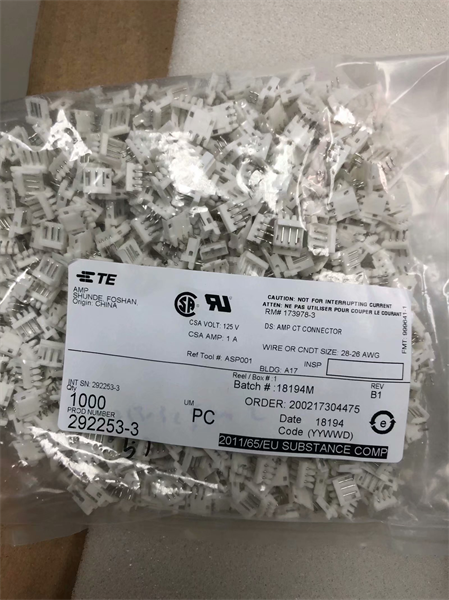 TE
AMP
SHUNDE, FOSHAN
Origin: CHINA
CSA VOLT: 125 V
CSA AMP: 1 A
CAUTION: NOT FOR INTERRUPTING CURRENT
ATTEN: NE PAS UTILISER POUR COUPER LE COURANT
RM# 173978-3
DS: AMP CT CONNECTOR
WIRE OR CNDT SIZE: 28-26 AWG
Ref Tool #: ASP001
BLDG: A17
INSP
Reel / Box #: 1
Batch #: 18194M
REV
B1
INT SN: 292253-3
Qty
1000
UM
PC
ORDER: 200217304475
PROD NUMBER
292253-3
Date 18194
Code (YYWWD)
e
2011/65/EU SUBSTANCE COMP